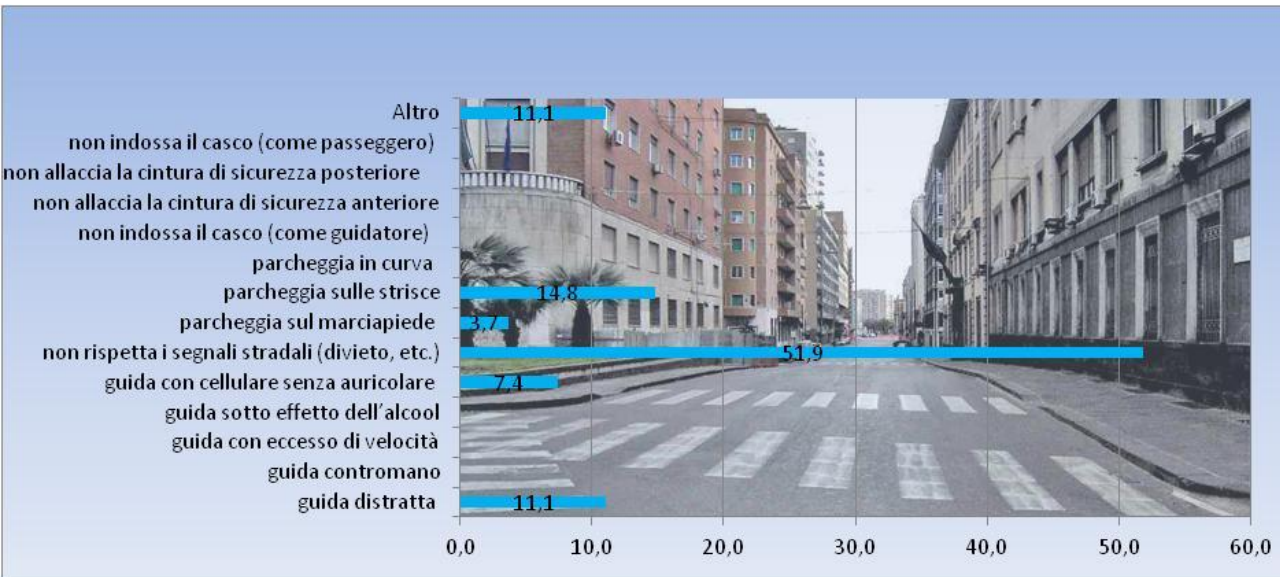 Altro 11,1
non indossa il casco (come passeggero)
non allaccia la cintura di sicurezza posteriore
non allaccia la cintura di sicurezza anteriore
non indossa il casco (come guidatore)
parcheggia in curva
parcheggia sulle strisce 14,8
parcheggia sul marciapiede 3,7
non rispetta i segnali stradali (divieto, etc.) 51,9
guida con cellulare senza auricolare 7,4
guida sotto effetto dell'alcool
guida con eccesso di velocità
guida contromano
guida distratta 11,1
0,0 10,0 20,0 30,0 40,0 50,0 60,0